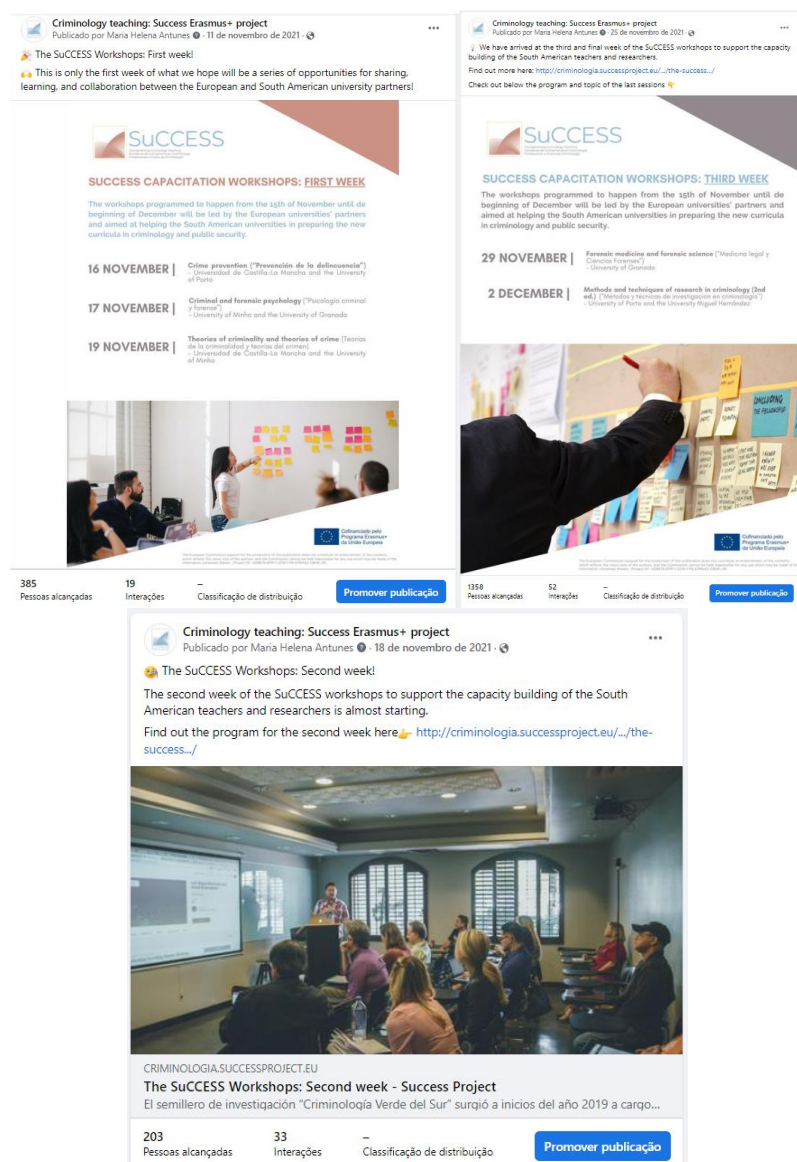 Criminology teaching: Success Erasmus+ project
Publicado por Maria Helena Antunes · 11 de novembro de 2021 ·
🎉 The SuCCESS Workshops: First week!
🙌 This is only the first week of what we hope will be a series of opportunities for sharing,
learning, and collaboration between the European and South American university partners!
SuCCESS
SUCCESS CAPACITATION WORKSHOPS: FIRST WEEK
The workshops programmed to happen from the 15th of November until de
beginning of December will be led by the European universities' partners
and aimed at helping the South American universities in preparing the new
curricula in criminology and public security.
16 NOVEMBER | Crime prevention ("Prevención de la delincuencia")
- Universidad de Castilla-La Mancha and the University
of Porto
17 NOVEMBER | Criminal and forensic psychology ("Psicología criminal
y forense")
- University of Minho and the University of Granada
19 NOVEMBER | Theories of criminality and theories of crime (Teorías
de la criminalidad y teorías del crimen)
- Universidad de Castilla-La Mancha and the University
of Minho
Cofinanciado pelo
Programa Erasmus+
da União Europeia
385
Pessoas alcançadas
19
Interações
–
Classificação de distribuição
Promover publicação
Criminology teaching: Success Erasmus+ project
Publicado por Maria Helena Antunes · 25 de novembro de 2021 ·
We have arrived at the third and final week of the SuCCESS workshops to support the capacity
building of the South American teachers and researchers.
Find out more here: http://criminologia.successproject.eu/.../the-success.../
Check out below the program and topic of the last sessions 👇
SuCCESS
SUCCESS CAPACITATION WORKSHOPS: THIRD WEEK
The workshops programmed to happen from the 15th of November until de
beginning of December will be led by the European universities' partners and
aimed at helping the South American universities in preparing the new curricula
in criminology and public security.
29 NOVEMBER | Forensic medicine and forensic science ("Medicina legal y
Ciencias Forenses")
- University of Granada
2 DECEMBER | Methods and techniques of research in criminology (2nd
ed.) ("Métodos y técnicas de investigación en criminología")
- University of Porto and the University Miguel Hernández
CONCLUDING
THE FELLOWSHIP
Cofinanciado pelo
Programa Erasmus+
da União Europeia
1358
Pessoas alcançadas
52
Interações
–
Classificação de distribuição
Promover publicação
Criminology teaching: Success Erasmus+ project
Publicado por Maria Helena Antunes · 18 de novembro de 2021 ·
🧐 The SuCCESS Workshops: Second week!
The second week of the SuCCESS workshops to support the capacity building of the South
American teachers and researchers is almost starting.
Find out the program for the second week here👉 http://criminologia.successproject.eu/.../the-
success.../
CRIMINOLOGIA.SUCCESSPROJECT.EU
The SuCCESS Workshops: Second week - Success Project
El semillero de investigación "Criminología Verde del Sur" surgió a inicios del año 2019 a cargo...
203
Pessoas alcançadas
33
Interações
–
Classificação de distribuição
Promover publicação